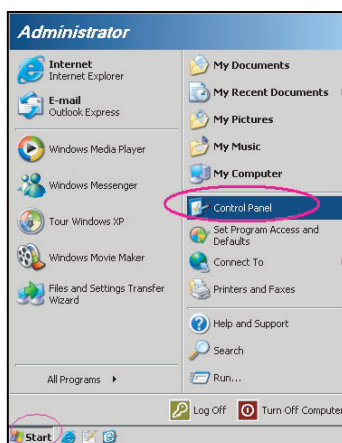 Administrator
Internet
Internet Explorer
E-mail
Outlook Express
Windows Media Player
Windows Messenger
Tour Windows XP
Windows Movie Maker
Files and Settings Transfer
Wizard
All Programs
My Documents
My Recent Documents
My Pictures
My Music
My Computer
Control Panel
Set Program Access and
Defaults
Connect To
Printers and Faxes
Help and Support
Search
Run...
Log Off
Turn Off Computer
Start